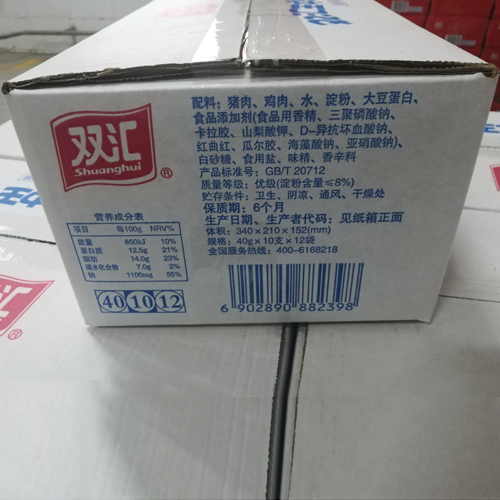 双汇
Shuanghui
®
配料：猪肉、鸡肉、水、淀粉、大豆蛋白、
食品添加剂(食品用香精、三聚磷酸钠、
卡拉胶、山梨酸钾、D-异抗坏血酸钠、
红曲红、瓜尔胶、海藻酸钠、亚硝酸钠)、
白砂糖、食用盐、味精、香辛料
产品标准号：GB/T 20712
质量等级：优级(淀粉含量≤8%)
贮存条件：卫生、阴凉、通风、干燥处
保质期：6个月
生产日期、生产者代码：见纸箱正面
体积：340×210×152(mm)
规格：40g×10支×12袋
全国服务热线：400-6168218
营养成分表
项目 每100g NRV%
能量 850kJ 10%
蛋白质 12.5g 21%
脂肪 14.0g 23%
碳水化合物 7.0g 2%
钠 1100mg 55%
40 10 12
6 902890 882398